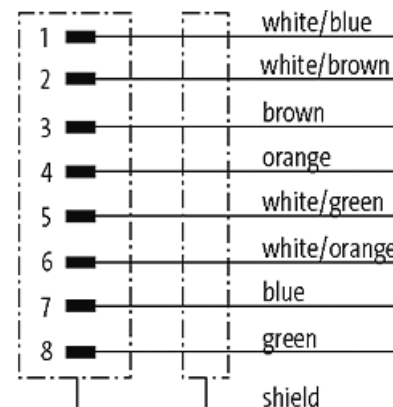 1 white/blue
2 white/brown
3 brown
4 orange
5 white/green
6 white/orange
7 blue
8 green
shield